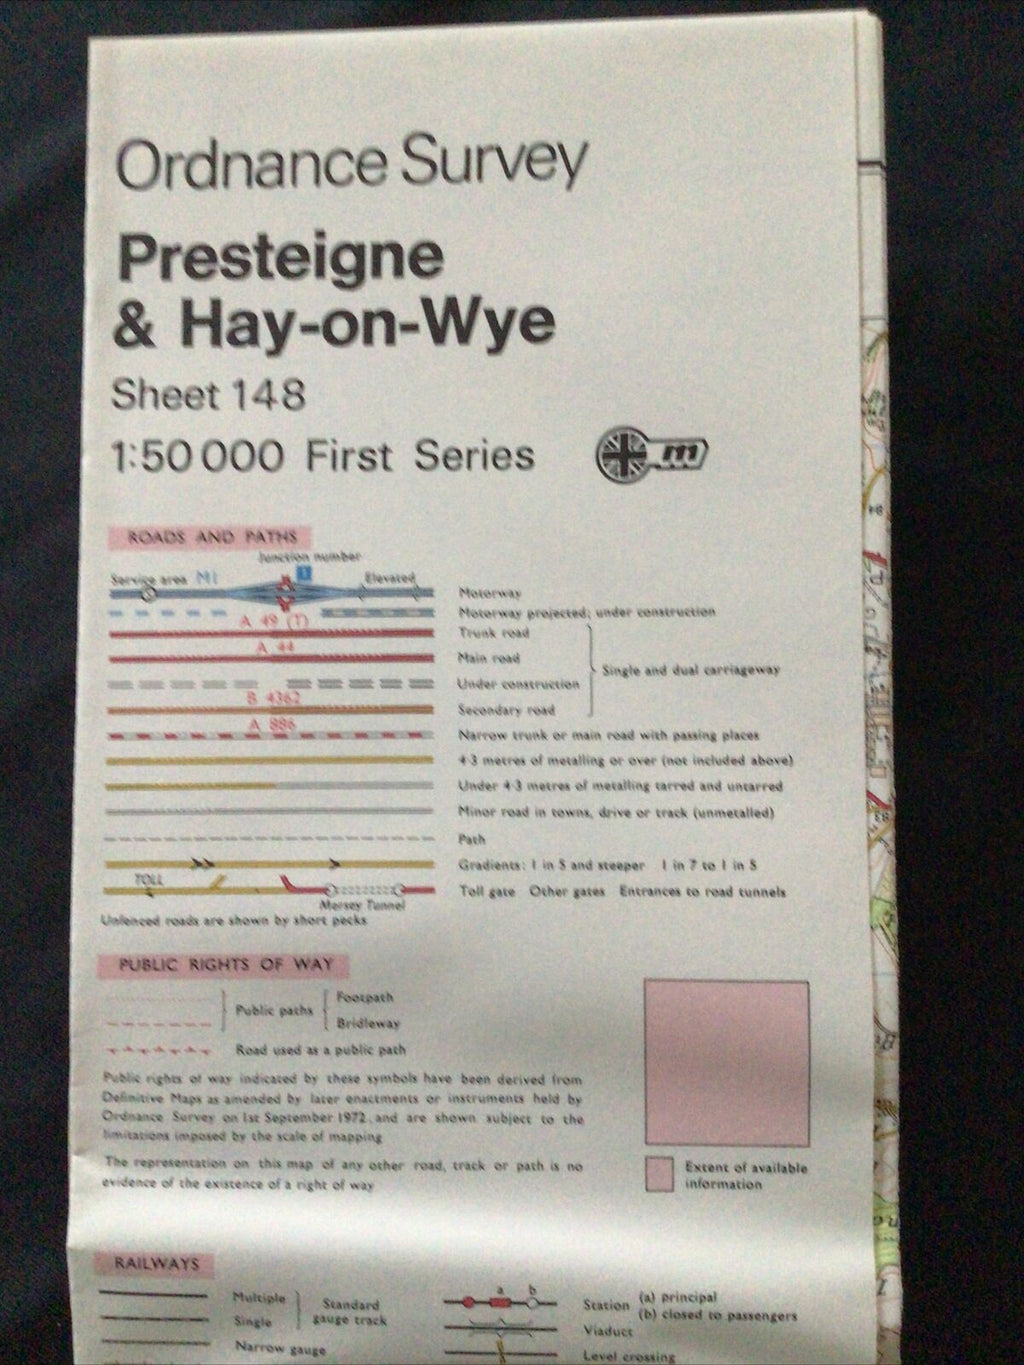 Ordnance Survey
Presteigne
& Hay-on-Wye
Sheet 148
1:50 000 First Series
m
ROADS AND PATHS
Junction number
Service area M1 1 Elevated
Motorway
Motorway projected; under construction
A 49 (T)
Trunk road
A 44
Main road
Single and dual carriageway
Under construction
B 4362
Secondary road
A 886
Narrow trunk or main road with passing places
4·3 metres of metalling or over (not included above)
Under 4·3 metres of metalling tarred and untarred
Minor road in towns, drive or track (unmetalled)
Path
Gradients: 1 in 5 and steeper 1 in 7 to 1 in 5
TOLL
Toll gate Other gates Entrances to road tunnels
Mersey Tunnel
Unfenced roads are shown by short pecks
PUBLIC RIGHTS OF WAY
Public paths
Footpath
Bridleway
Road used as a public path
Public rights of way indicated by these symbols have been derived from
Definitive Maps as amended by later enactments or instruments held by
Ordnance Survey on 1st September 1972 and are shown subject to the
limitations imposed by the scale of mapping
The representation on this map of any other road, track or path is no
evidence of the existence of a right of way
Extent of available
information
RAILWAYS
Multiple
Single
Standard
gauge track
Narrow gauge
a b
Station (a) principal
(b) closed to passengers
Viaduct
Level crossing